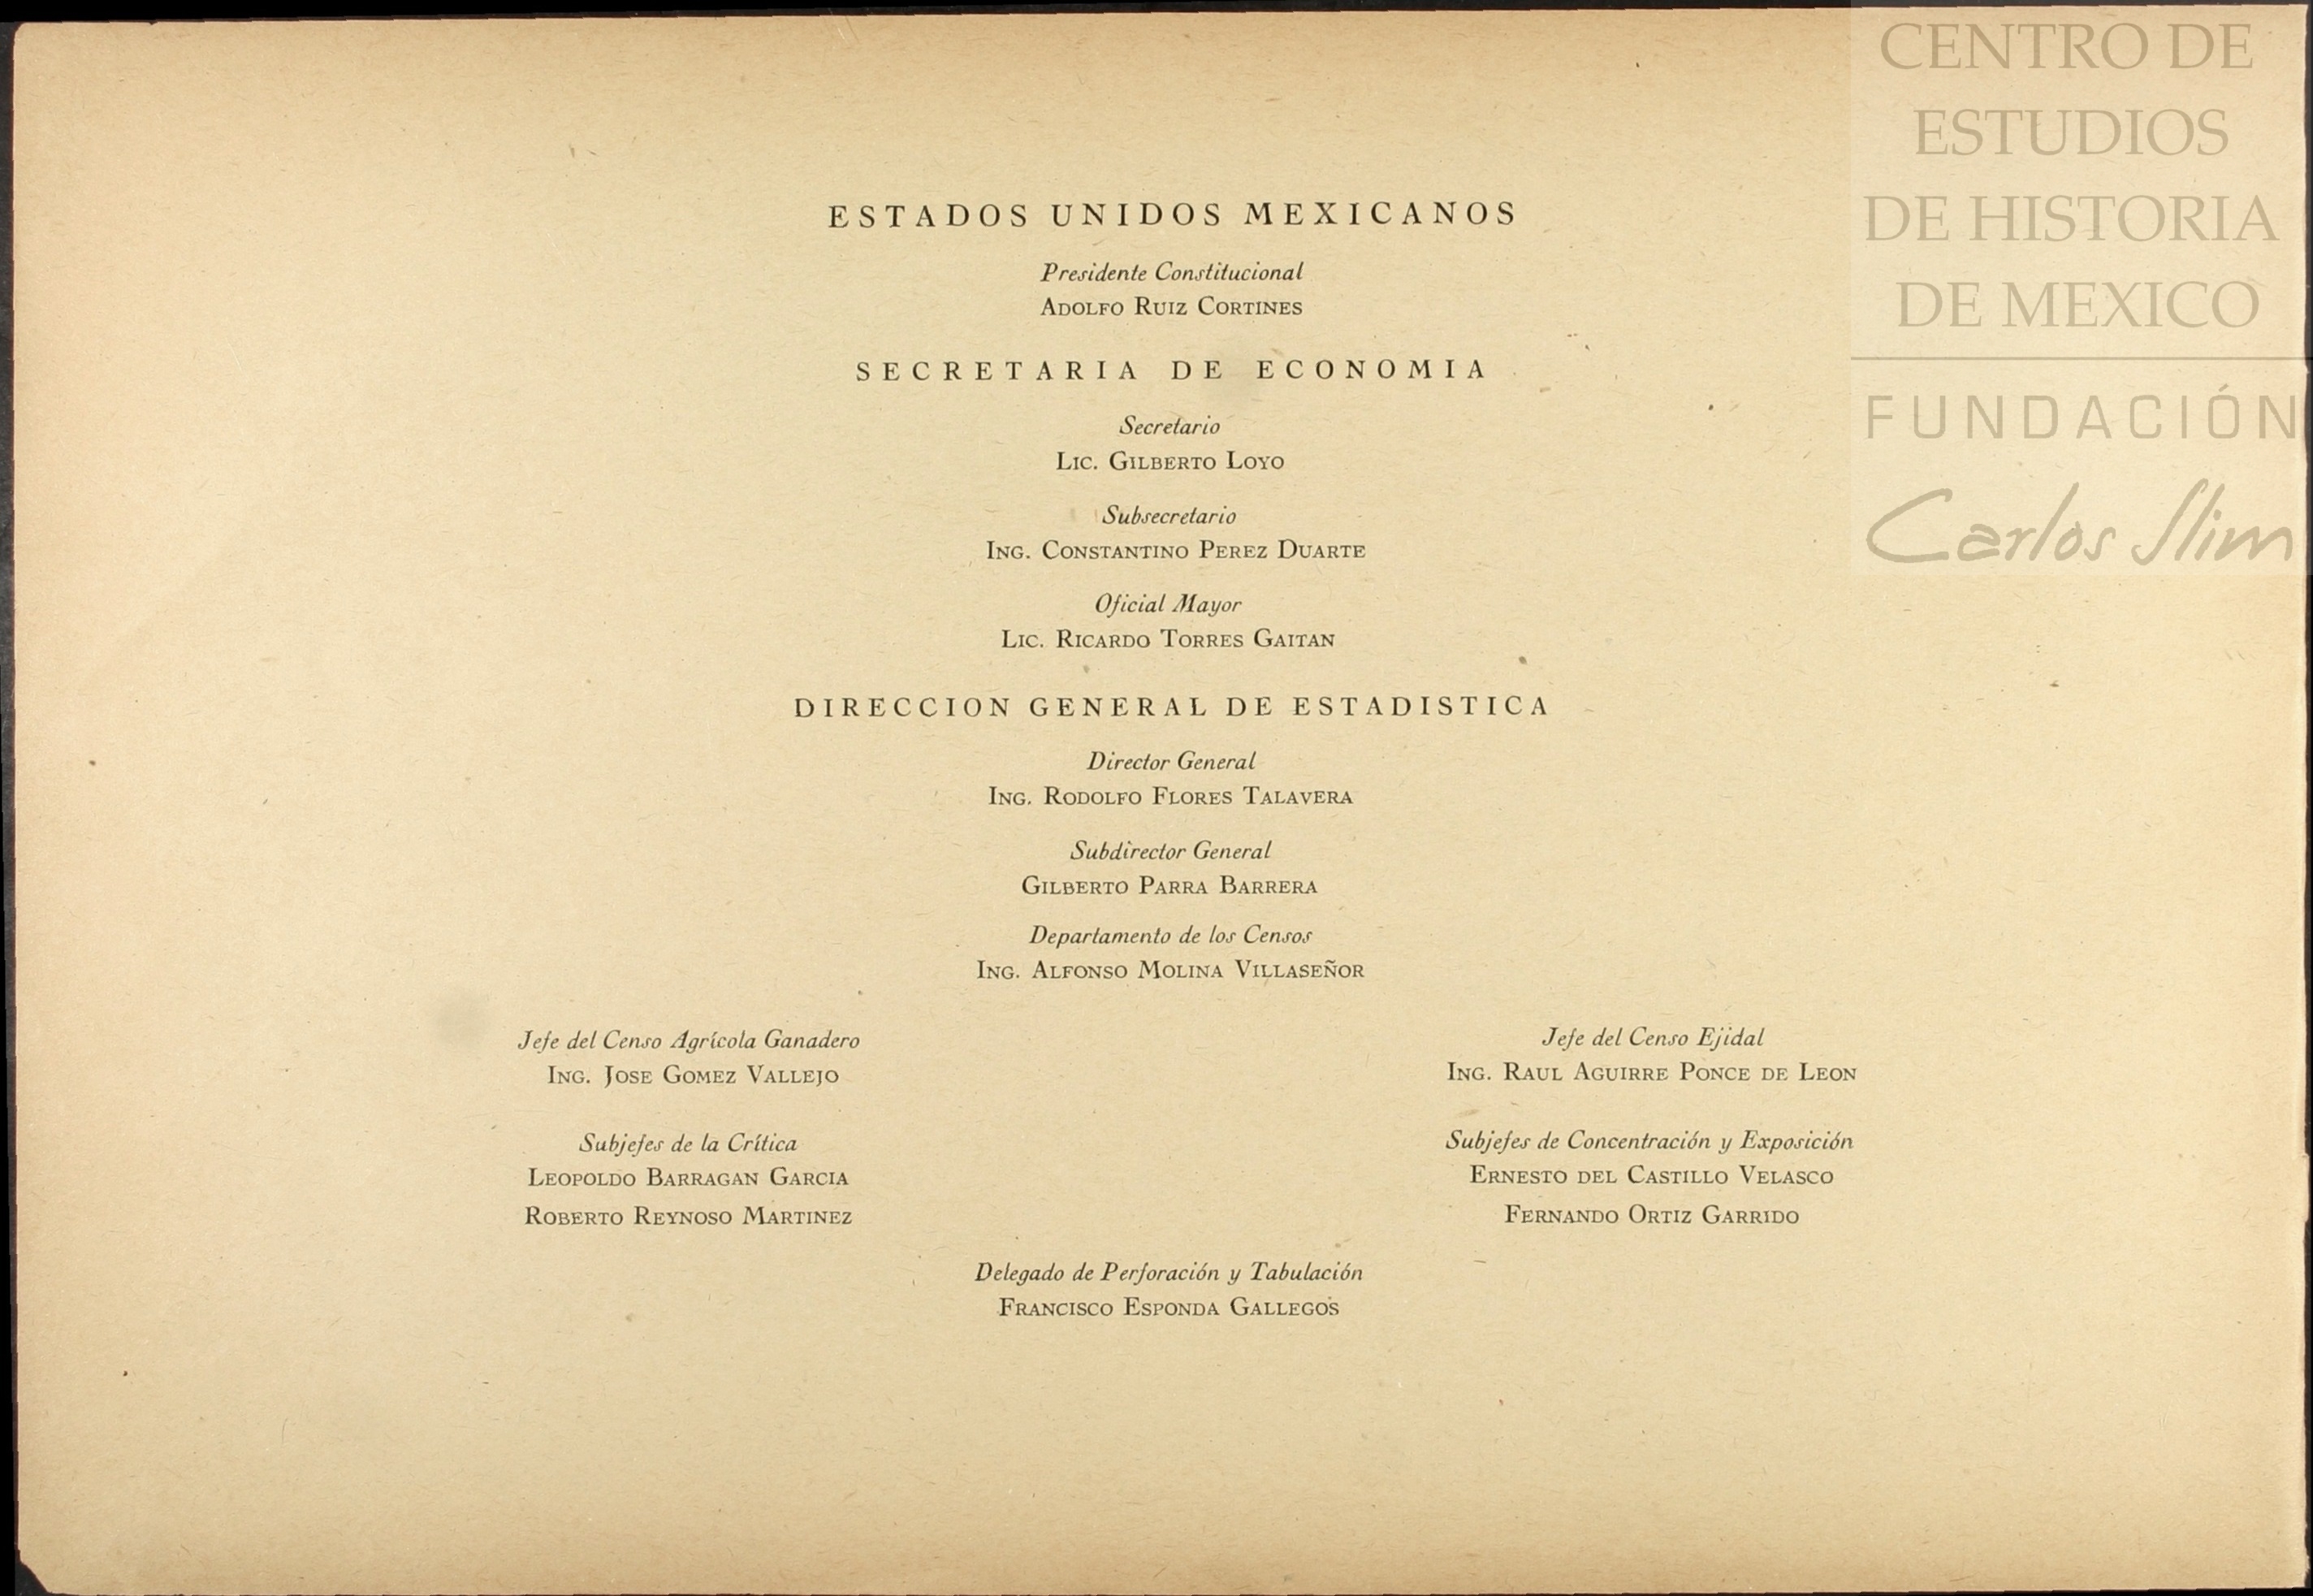 ESTADOS UNIDOS MEXICANOS
Presidente Constitucional
ADOLFO RUIZ CORTINES
SECRETARIA DE ECONOMIA
Secretario
LIC. GILBERTO LOYO
Subsecretario
ING. CONSTANTINO PEREZ DUARTE
Oficial Mayor
LIC. RICARDO TORRES GAITAN
DIRECCION GENERAL DE ESTADISTICA
Director General
ING. RODOLFO FLORES TALAVERA
Subdirector General
GILBERTO PARRA BARRERA
Departamento de los Censos
ING. ALFONSO MOLINA VILLASEÑOR
Jefe del Censo Agrícola Ganadero
ING. JOSE GOMEZ VALLEJO
Subjefes de la Crítica
LEOPOLDO BARRAGAN GARCIA
ROBERTO REYNOSO MARTINEZ
Jefe del Censo Ejidal
ING. RAUL AGUIRRE PONCE DE LEON
Subjefes de Concentración y Exposición
ERNESTO DEL CASTILLO VELASCO
FERNANDO ORTIZ GARRIDO
Delegado de Perforación y Tabulación
FRANCISCO ESPONDA GALLEGOS
CENTRO DE
ESTUDIOS
DE HISTORIA
DE MEXICO
FUNDACIÓN
Carlos Slim